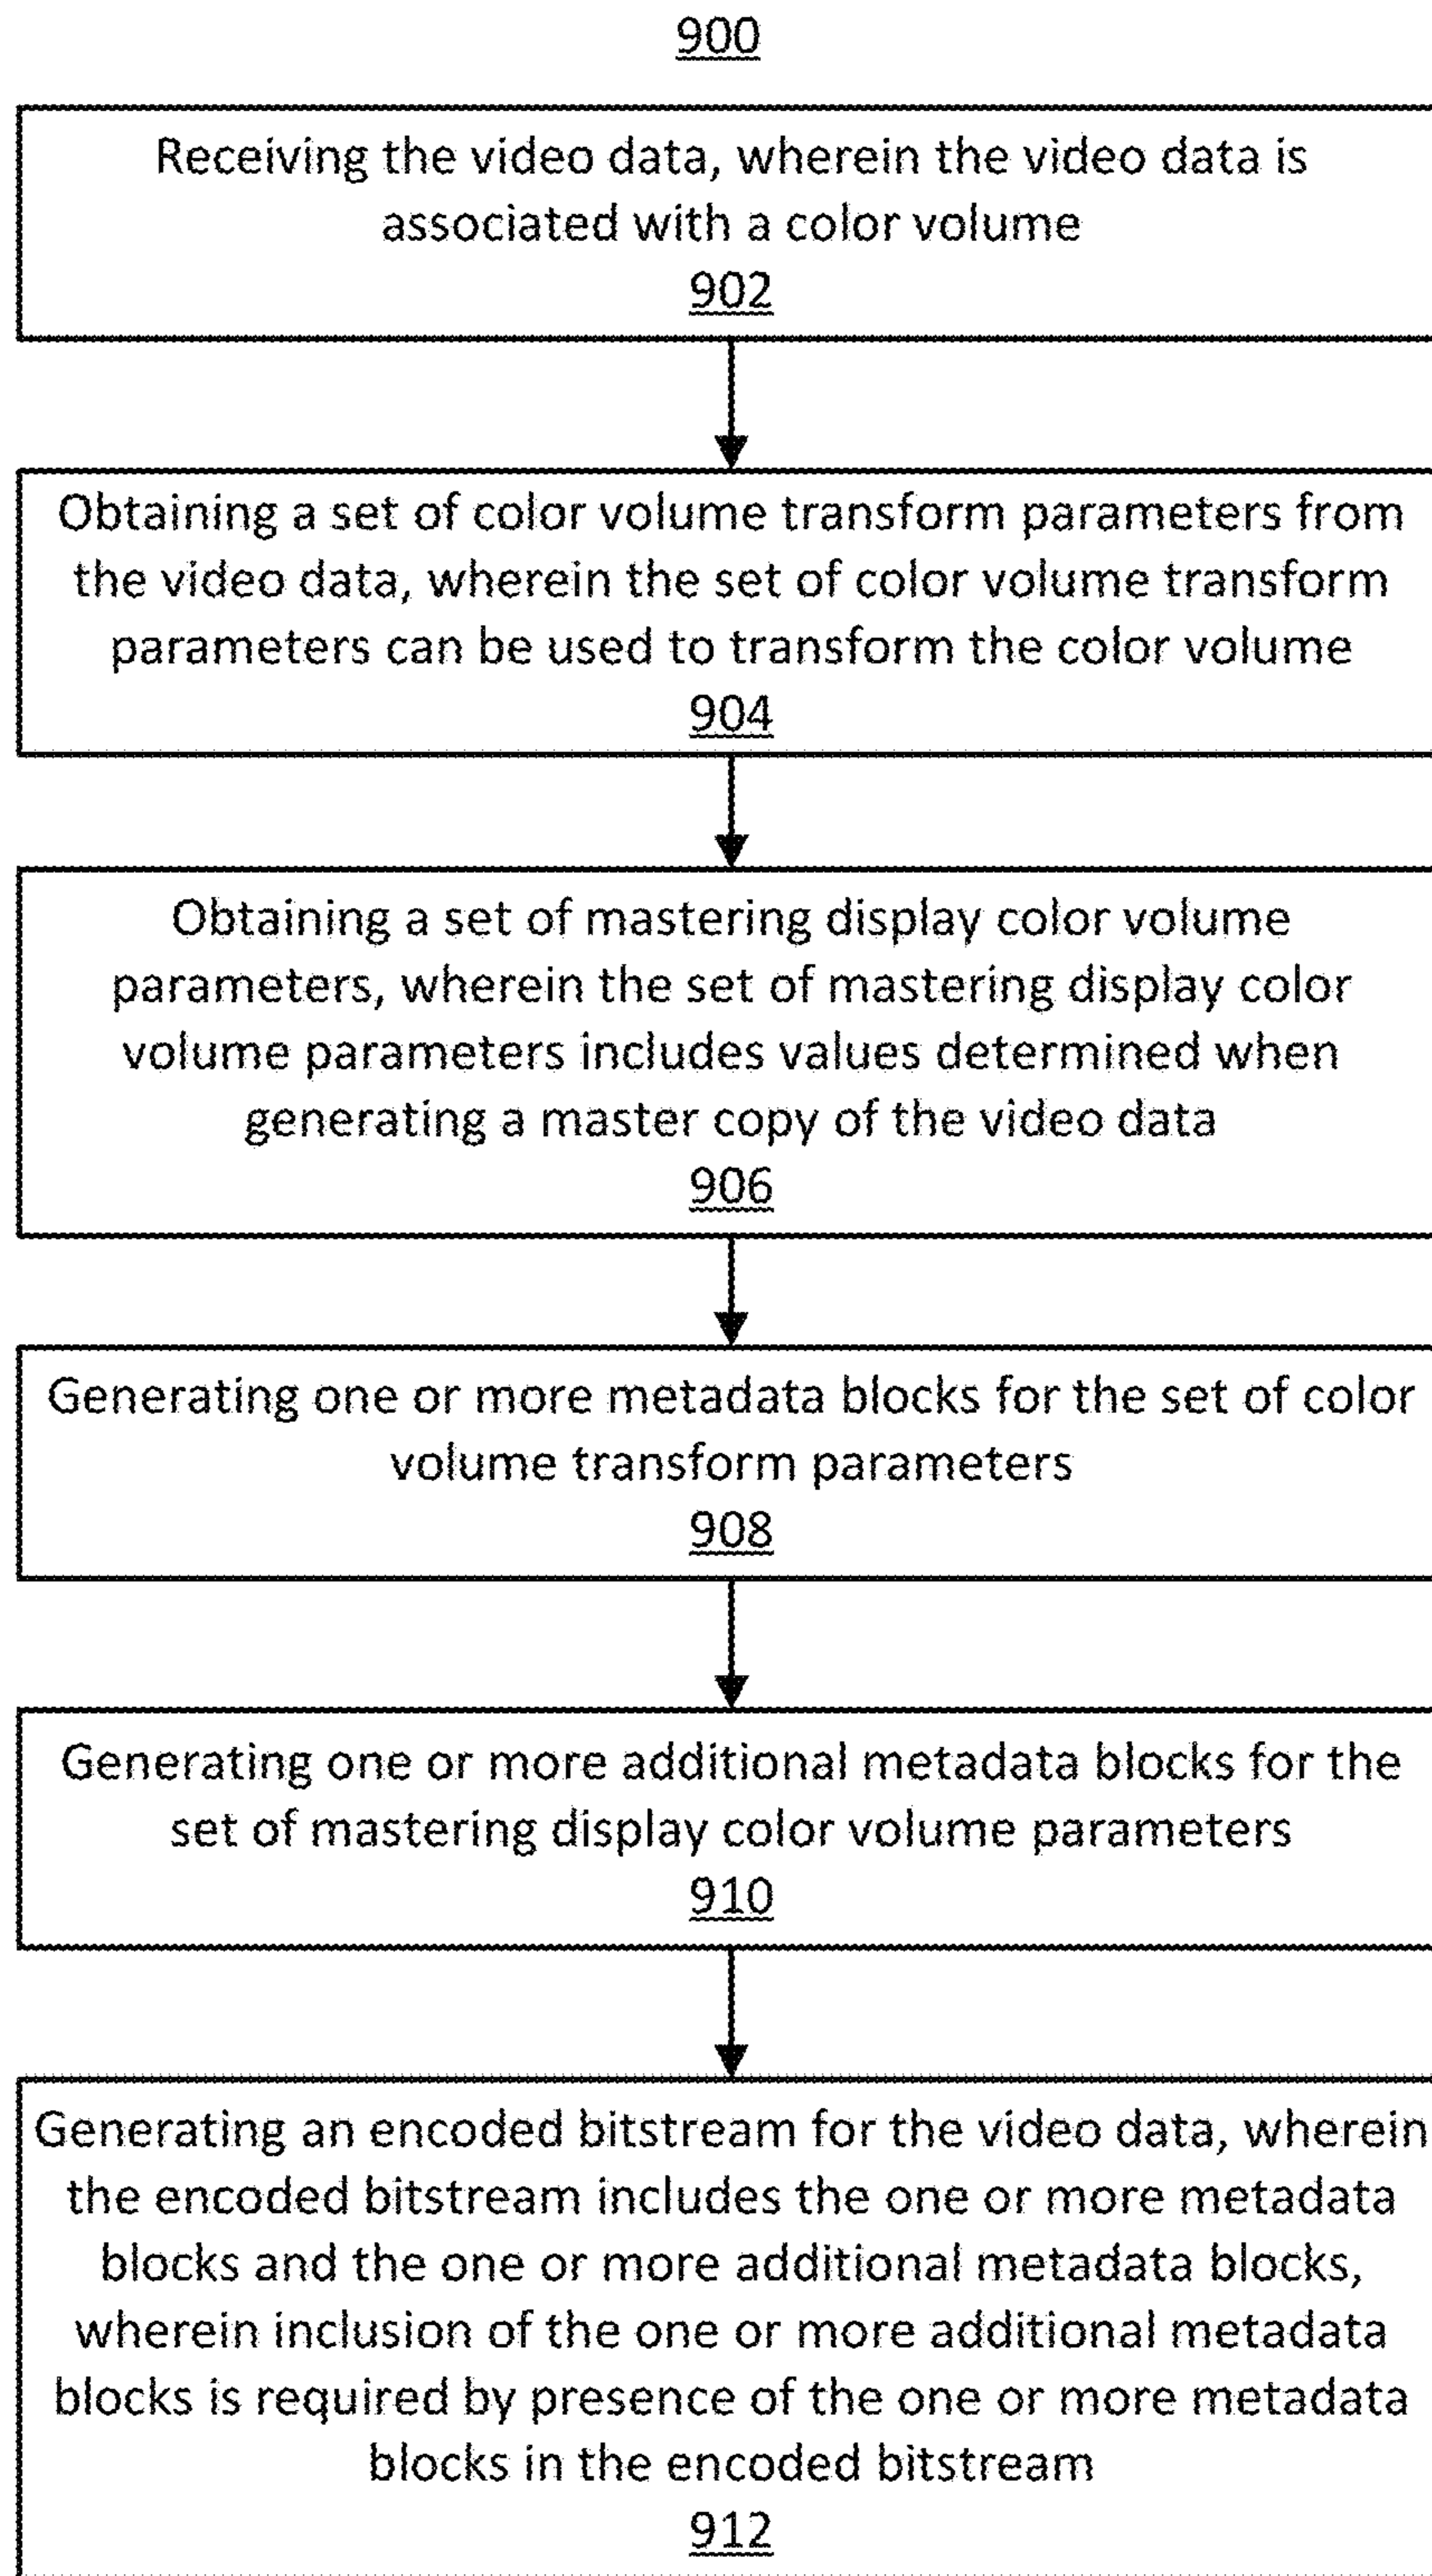 900
Receiving the video data, wherein the video data is
associated with a color volume
902
Obtaining a set of color volume transform parameters from
the video data, wherein the set of color volume transform
parameters can be used to transform the color volume
904
Obtaining a set of mastering display color volume
parameters, wherein the set of mastering display color
volume parameters includes values determined when
generating a master copy of the video data
906
Generating one or more metadata blocks for the set of color
volume transform parameters
908
Generating one or more additional metadata blocks for the
set of mastering display color volume parameters
910
Generating an encoded bitstream for the video data, wherein
the encoded bitstream includes the one or more metadata
blocks and the one or more additional metadata blocks,
wherein inclusion of the one or more additional metadata
blocks is required by presence of the one or more metadata
blocks in the encoded bitstream
912